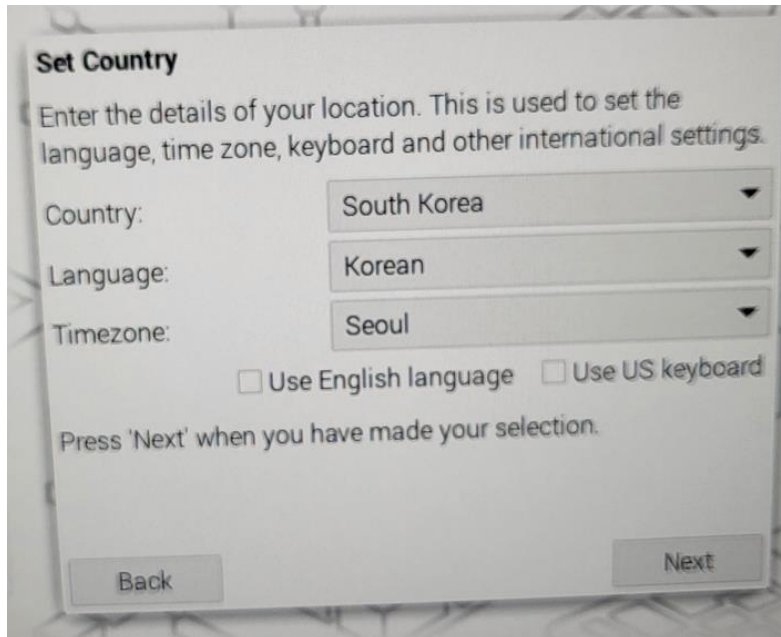 Set Country
Enter the details of your location. This is used to set the
language, time zone, keyboard and other international settings.
Country: South Korea
Language: Korean
Timezone: Seoul
Use English language Use US keyboard
Press 'Next' when you have made your selection.
Back Next